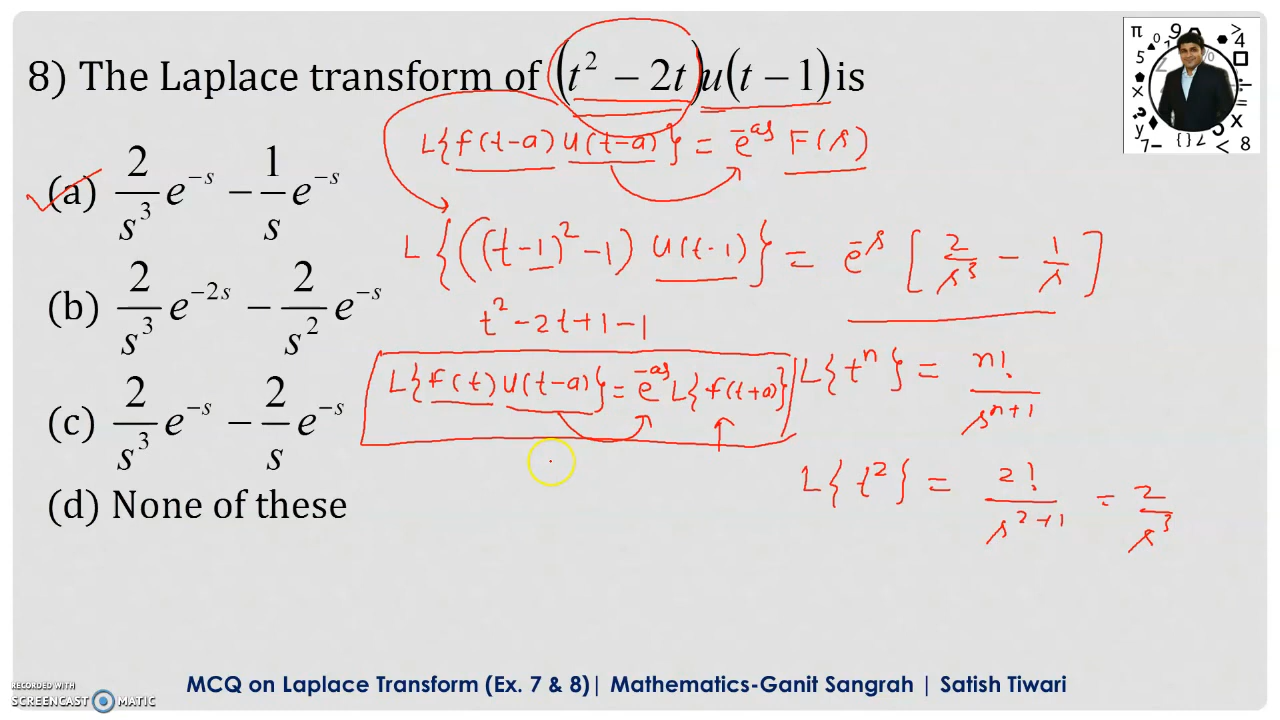 8) The Laplace transform of (t² − 2t)u(t − 1) is
L{f(t-a) u(t-a)} = e^-as F(s)
(a) 2/s³ e^−s − 1/s e^−s
L{((t-1)² -1) u(t-1)} = e^-s [2/s³ - 1/s]
(b) 2/s³ e^−2s − 2/s² e^−s
t² -2t+1-1
L{f(t) u(t-a)} = e^-as L{f(t+a)}
L{tⁿ} = n!/s^n+1
(c) 2/s³ e^−s − 2/s e^−s
L{t²} = 2!/s^2+1 = 2/s³
(d) None of these
RECORDED WITH
SCREENCAST MATIC
MCQ on Laplace Transform (Ex. 7 & 8)| Mathematics-Ganit Sangrah | Satish Tiwari